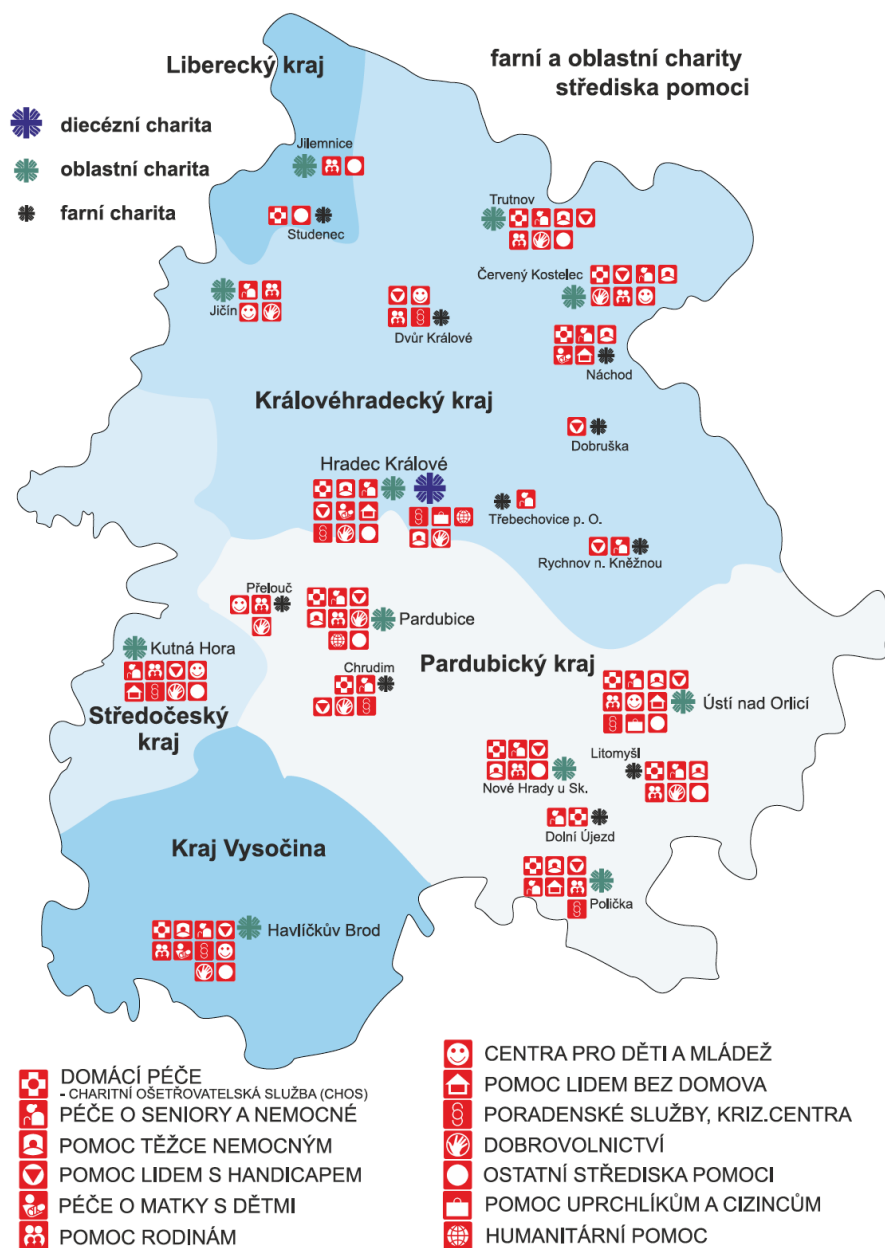 Liberecký kraj
farní a oblastní charity
střediska pomoci
diecézní charita
oblastní charita
farní charita
Jilemnice
Studenec
Trutnov
Červený Kostelec
Jičín
Dvůr Králové
Náchod
Královéhradecký kraj
Dobruška
Hradec Králové
Třebechovice p. O.
Rychnov n. Kněžnou
Přelouč
Pardubice
Kutná Hora
Chrudim
Pardubický kraj
Středočeský
kraj
Ústí nad Orlicí
Litomyšl
Nové Hrady u Sk.
Dolní Újezd
Kraj Vysočina
Polička
Havlíčkův Brod
DOMÁCÍ PÉČE
- CHARITNÍ OŠETŘOVATELSKÁ SLUŽBA (CHOS)
PÉČE O SENIORY A NEMOCNÉ
POMOC TĚŽCE NEMOCNÝM
POMOC LIDEM S HANDICAPEM
PÉČE O MATKY S DĚTMI
POMOC RODINÁM
CENTRA PRO DĚTI A MLÁDEŽ
POMOC LIDEM BEZ DOMOVA
PORADENSKÉ SLUŽBY, KRIZ.CENTRA
DOBROVOLNICTVÍ
OSTATNÍ STŘEDISKA POMOCI
POMOC UPRCHLÍKŮM A CIZINCŮM
HUMANITÁRNÍ POMOC